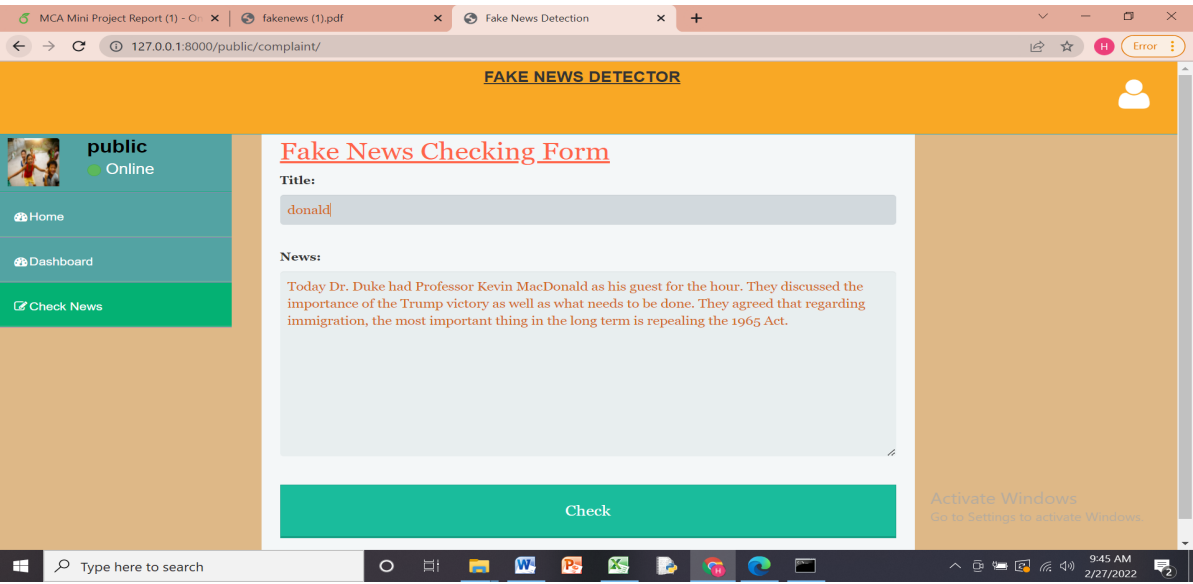 MCA Mini Project Report (1) - On
fakenews (1).pdf
Fake News Detection
127.0.0.1:8000/public/complaint/
H
Error
FAKE NEWS DETECTOR
public
Online
Home
Dashboard
Check News
Fake News Checking Form
Title:
donald
News:
Today Dr. Duke had Professor Kevin MacDonald as his guest for the hour. They discussed the
importance of the Trump victory as well as what needs to be done. They agreed that regarding
immigration, the most important thing in the long term is repealing the 1965 Act.
Check
Activate Windows
Go to Settings to activate Windows.
Type here to search
9:45 AM
2/27/2022
2